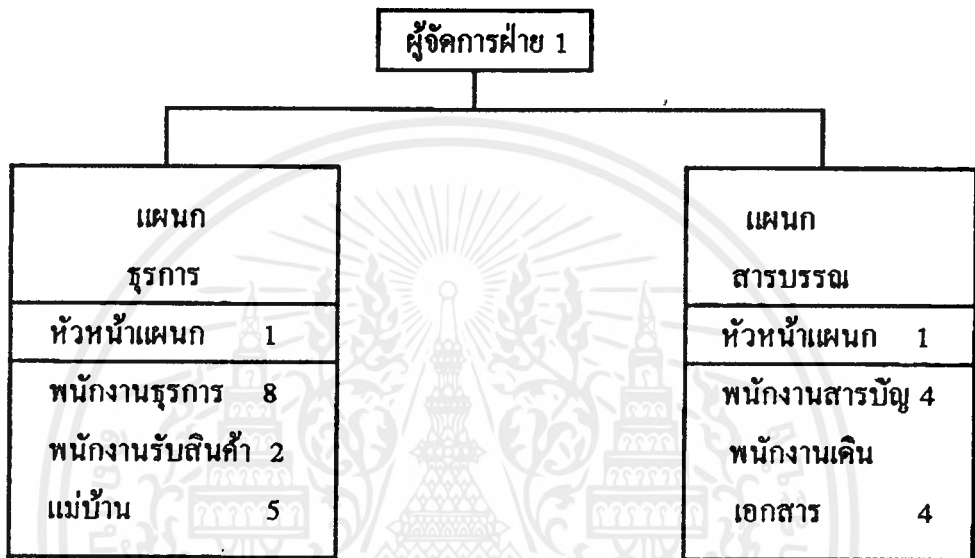 ผู้จัดการฝ่าย 1
แผนก
ธุรการ
หัวหน้าแผนก 1
พนักงานธุรการ 8
พนักงานรับสินค้า 2
แม่บ้าน 5
แผนก
สารบรรณ
หัวหน้าแผนก 1
พนักงานสารบัญ 4
พนักงานเดิน
เอกสาร 4